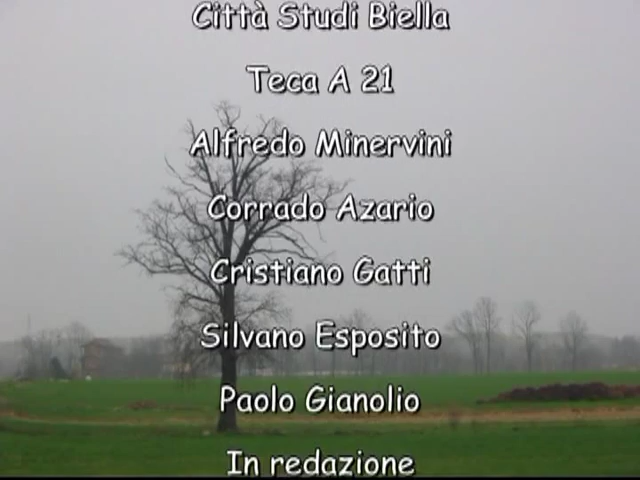 Città Studi Biella
Teca A 21
Alfredo Minervini
Corrado Azario
Cristiano Gatti
Silvano Esposito
Paolo Gianolio
In redazione